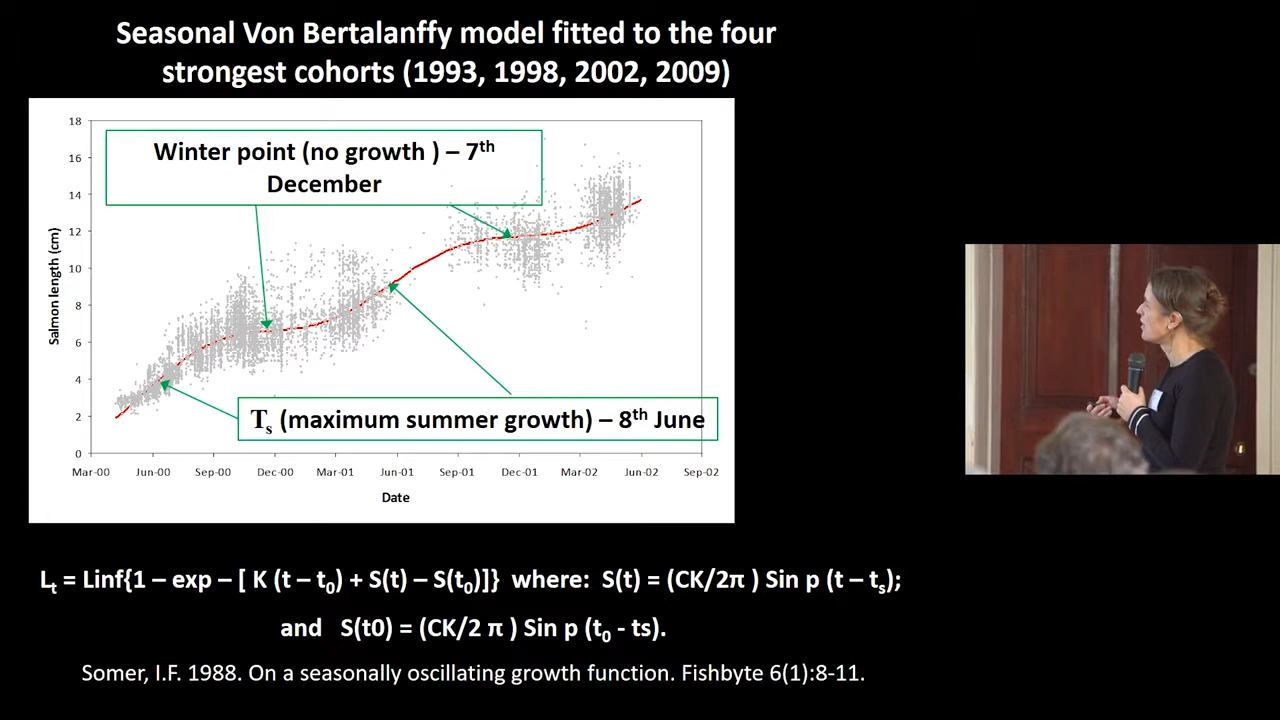 Seasonal Von Bertalanffy model fitted to the four
strongest cohorts (1993, 1998, 2002, 2009)
18
16
14
12
10
8
6
4
2
0
Salmon length (cm)
Winter point (no growth ) – 7th
December
Ts (maximum summer growth) – 8th June
Mar-00 Jun-00 Sep-00 Dec-00 Mar-01 Jun-01 Sep-01 Dec-01 Mar-02 Jun-02 Sep-02
Date
Lt = Linf{1 – exp – [ K (t – t0) + S(t) – S(t0)]} where: S(t) = (CK/2π ) Sin p (t – ts);
and S(t0) = (CK/2 π ) Sin p (t0 - ts).
Somer, I.F. 1988. On a seasonally oscillating growth function. Fishbyte 6(1):8-11.